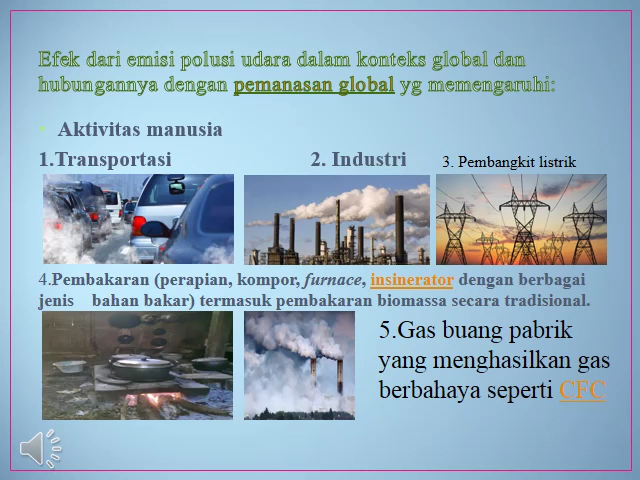 Efek dari emisi polusi udara dalam konteks global dan
hubungannya dengan pemanasan global yg memengaruhi:
• Aktivitas manusia
1.Transportasi 2. Industri 3. Pembangkit listrik
4.Pembakaran (perapian, kompor, furnace, insinerator dengan berbagai
jenis bahan bakar) termasuk pembakaran biomassa secara tradisional.
5.Gas buang pabrik
yang menghasilkan gas
berbahaya seperti CFC